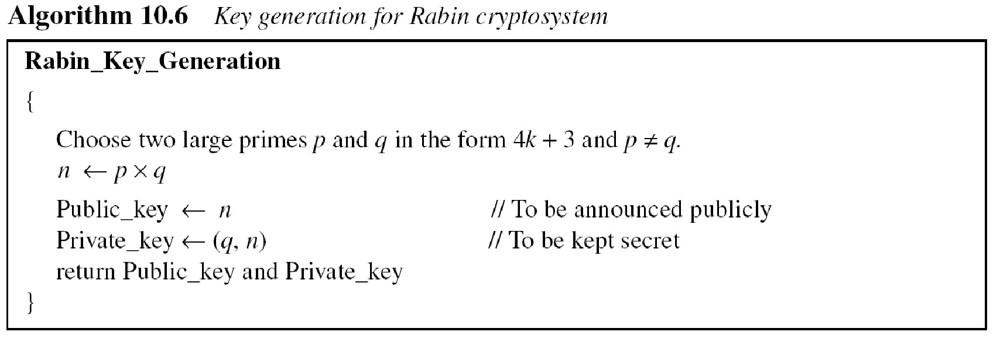 Algorithm 10.6 Key generation for Rabin cryptosystem
Rabin_Key_Generation
{
Choose two large primes p and q in the form 4k + 3 and p ≠ q.
n ← p × q
Public_key ← n // To be announced publicly
Private_key ← (q, n) // To be kept secret
return Public_key and Private_key
}